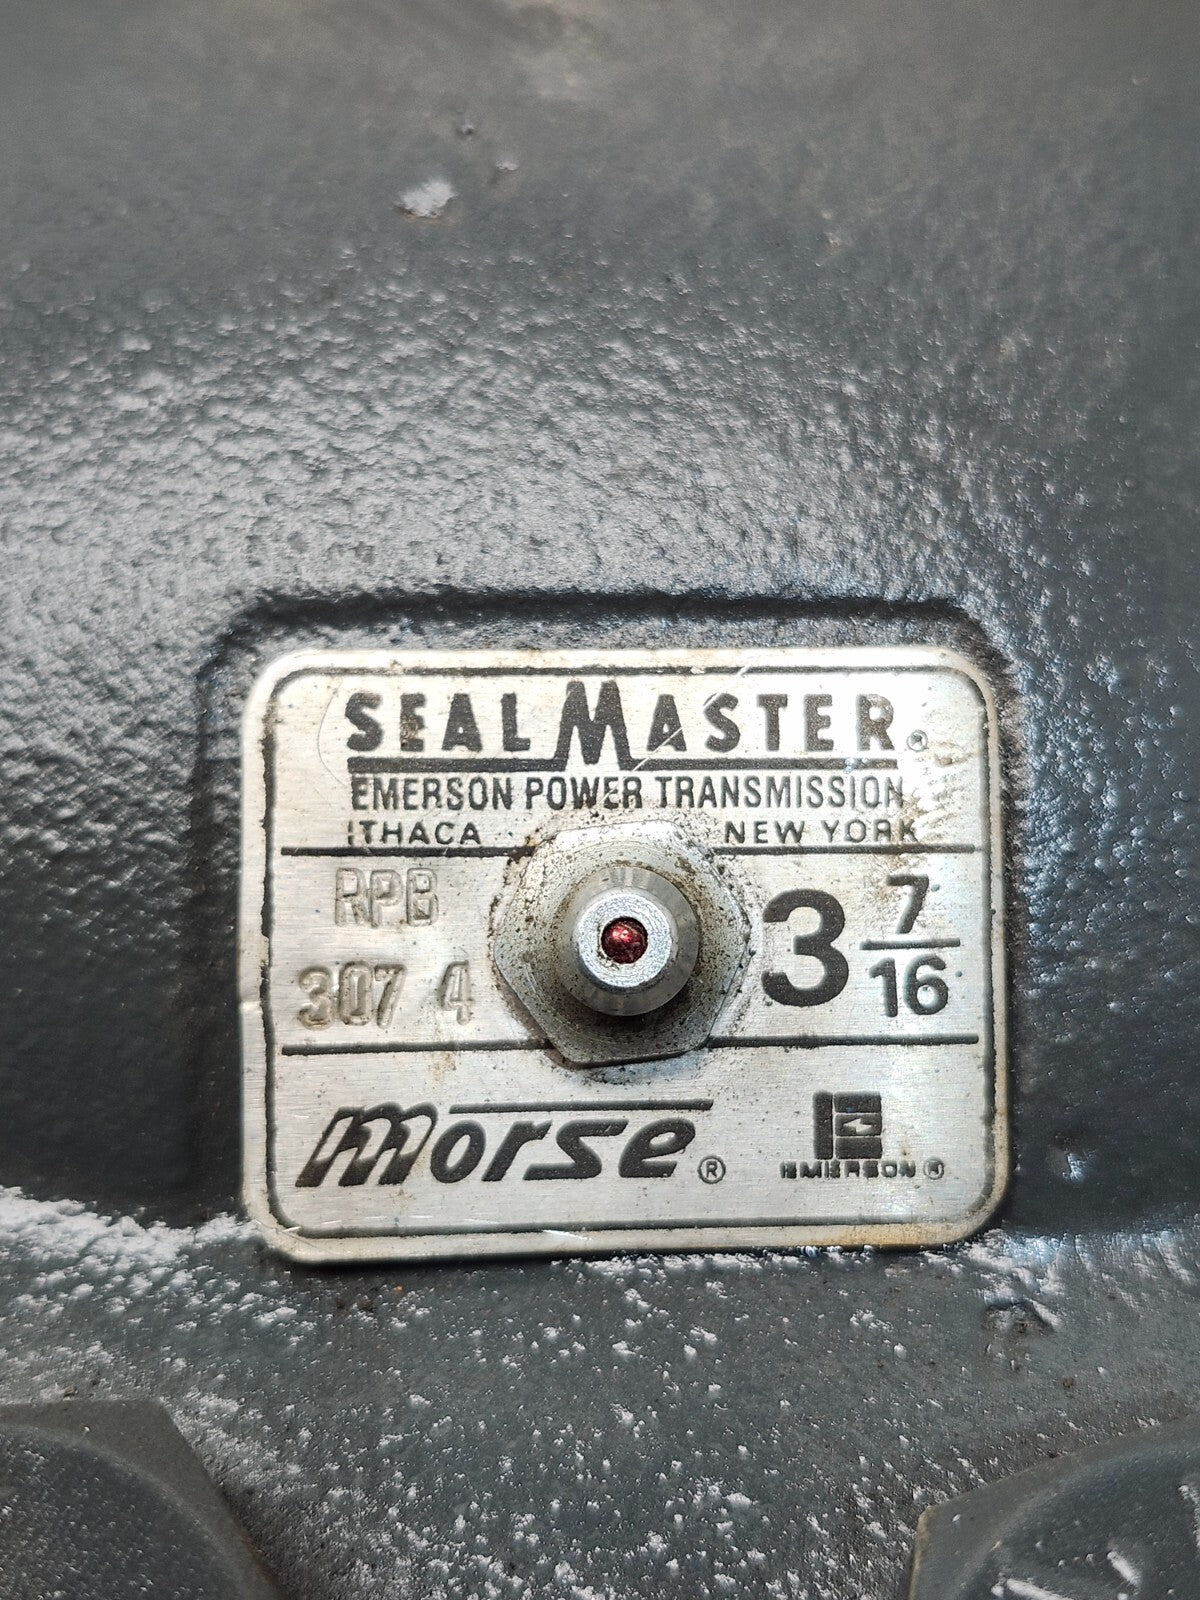 SEALMASTER®
EMERSON POWER TRANSMISSION
ITHACA NEW YORK
RPB
307 4
3 7/16
morse®
EMERSON®